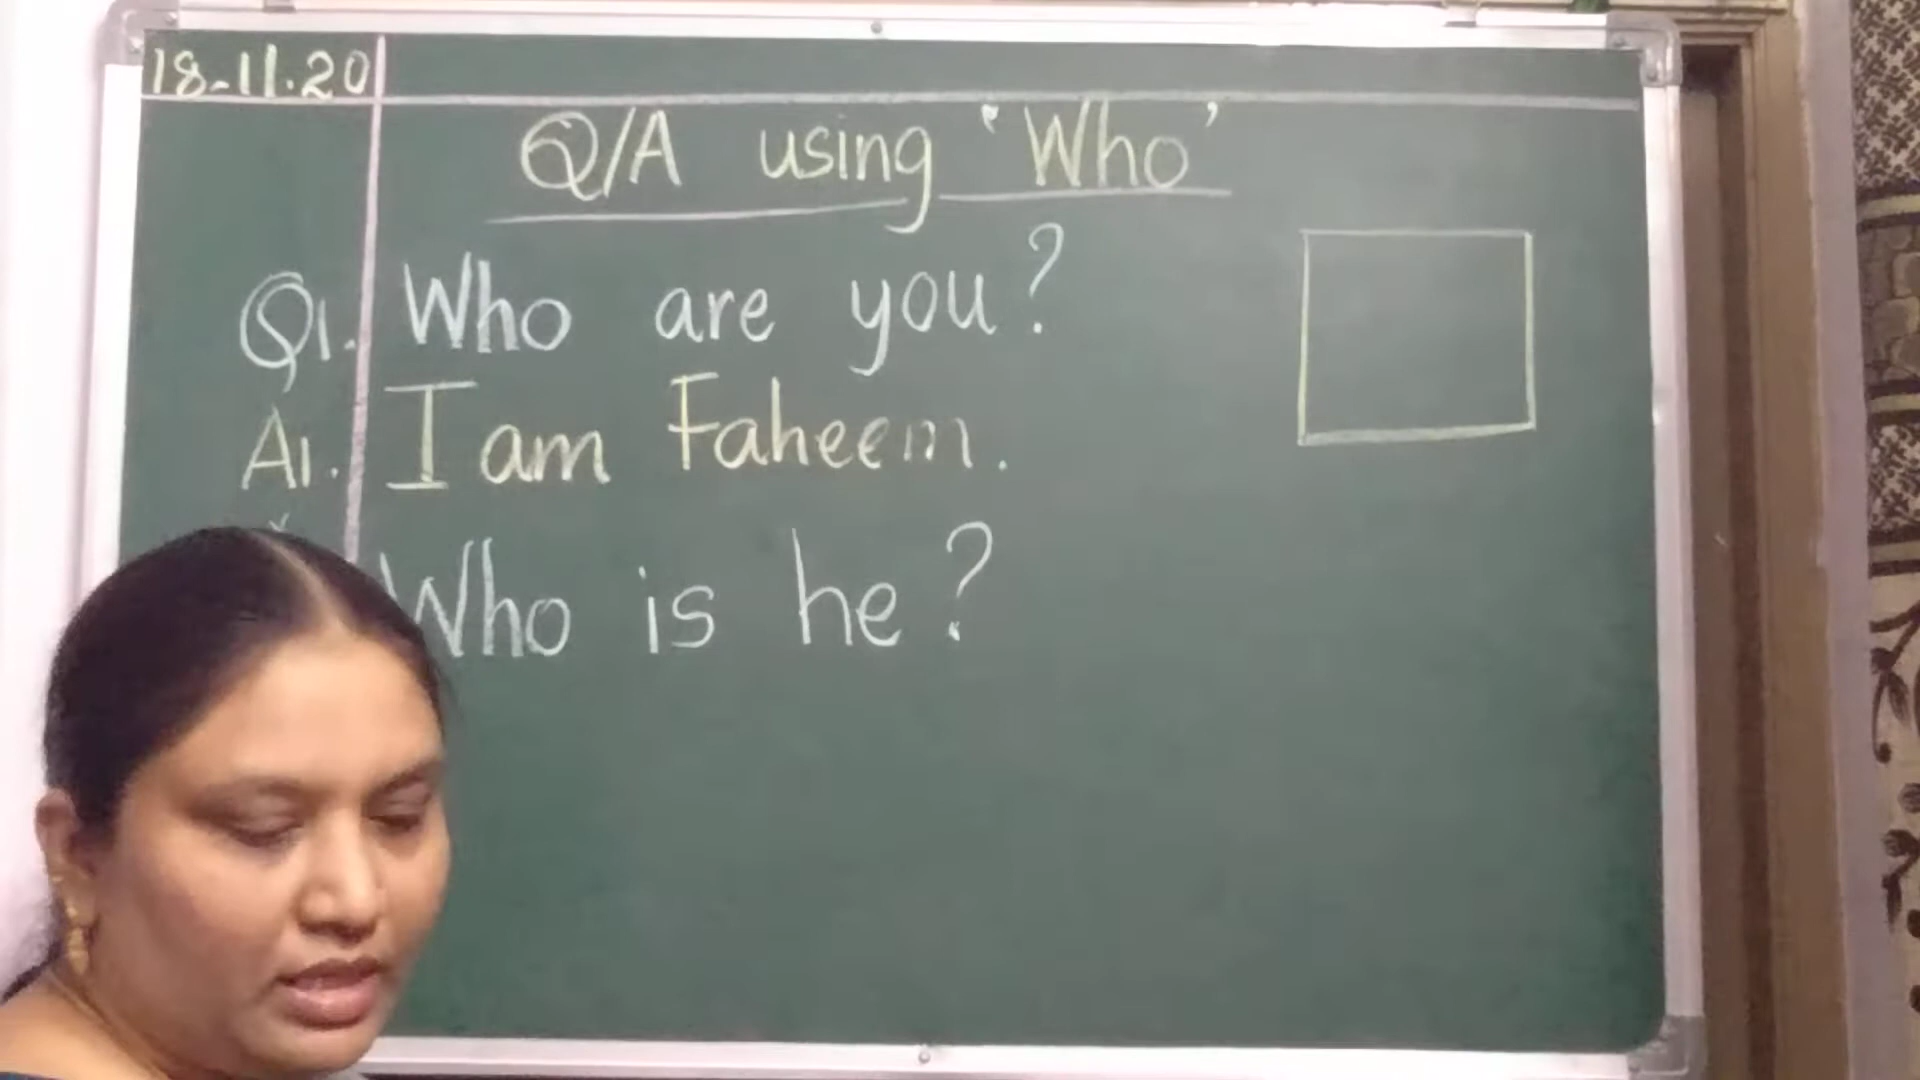 18-11.20
Q/A using 'Who'
Q1. Who are you?
A1. I am Faheem.
Who is he?